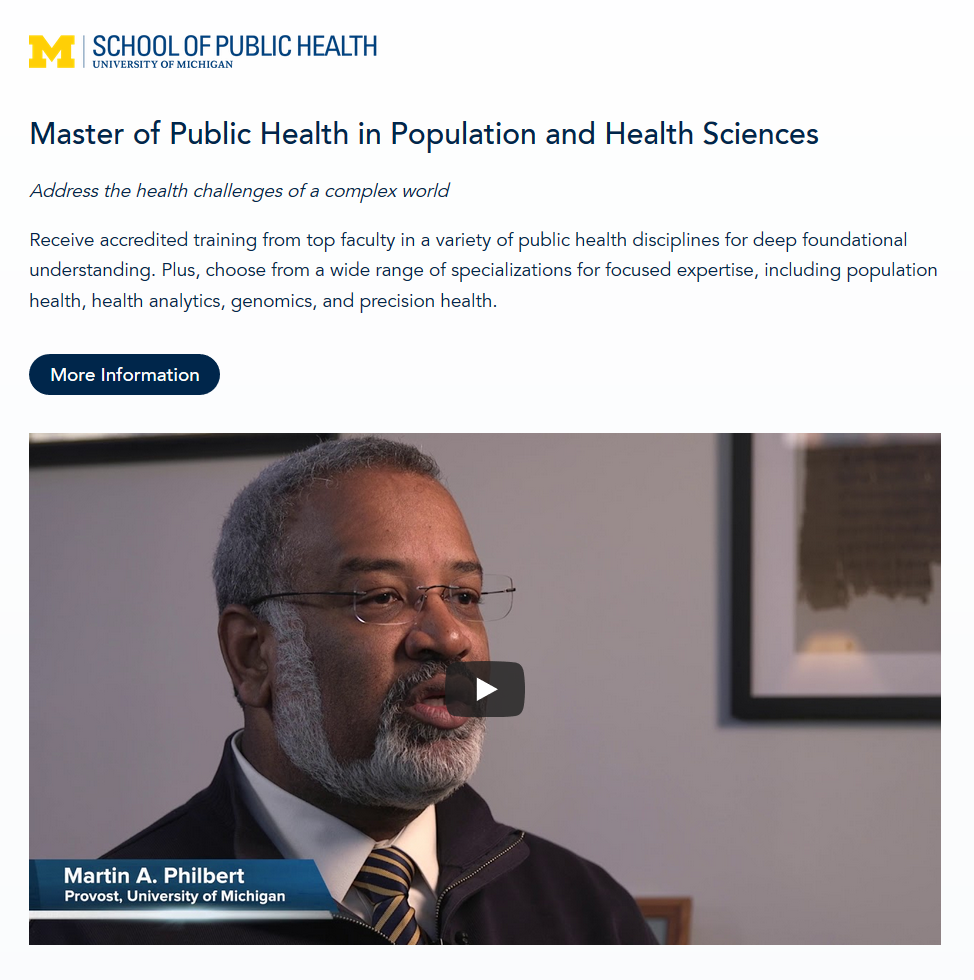 M SCHOOL OF PUBLIC HEALTH
UNIVERSITY OF MICHIGAN
Master of Public Health in Population and Health Sciences
Address the health challenges of a complex world
Receive accredited training from top faculty in a variety of public health disciplines for deep foundational
understanding. Plus, choose from a wide range of specializations for focused expertise, including population
health, health analytics, genomics, and precision health.
More Information
Martin A. Philbert
Provost, University of Michigan